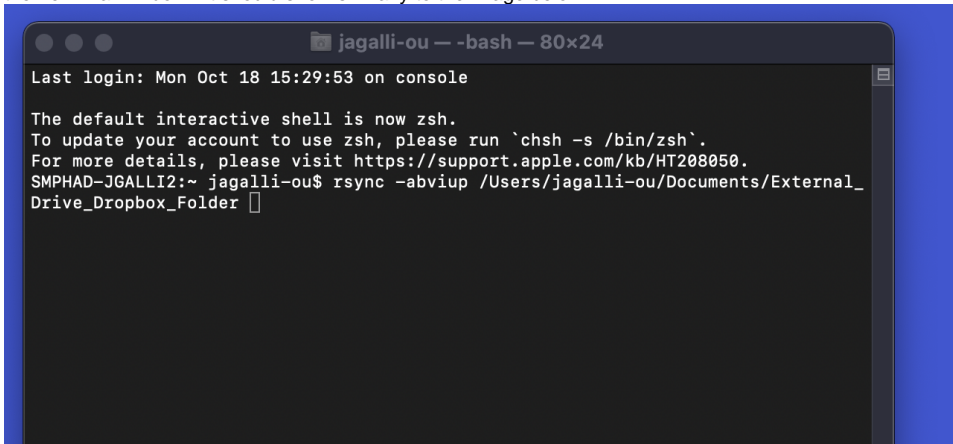 jagalli-ou — -bash — 80×24
Last login: Mon Oct 18 15:29:53 on console
The default interactive shell is now zsh.
To update your account to use zsh, please run `chsh -s /bin/zsh`.
For more details, please visit https://support.apple.com/kb/HT208050.
SMPHAD-JGALLI2:~ jagalli-ou$ rsync -abviup /Users/jagalli-ou/Documents/External_
Drive_Dropbox_Folder